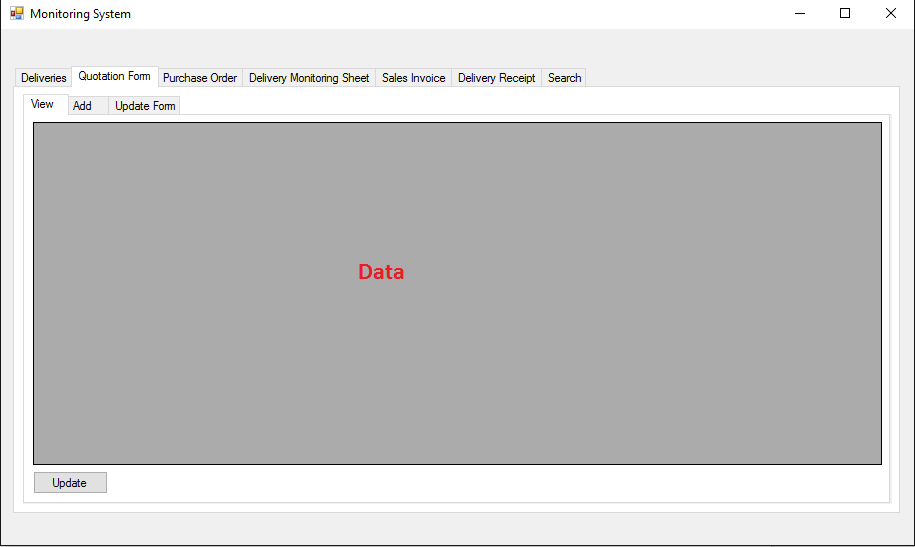 Monitoring System
Deliveries Quotation Form Purchase Order Delivery Monitoring Sheet Sales Invoice Delivery Receipt Search
View Add Update Form
Data
Update